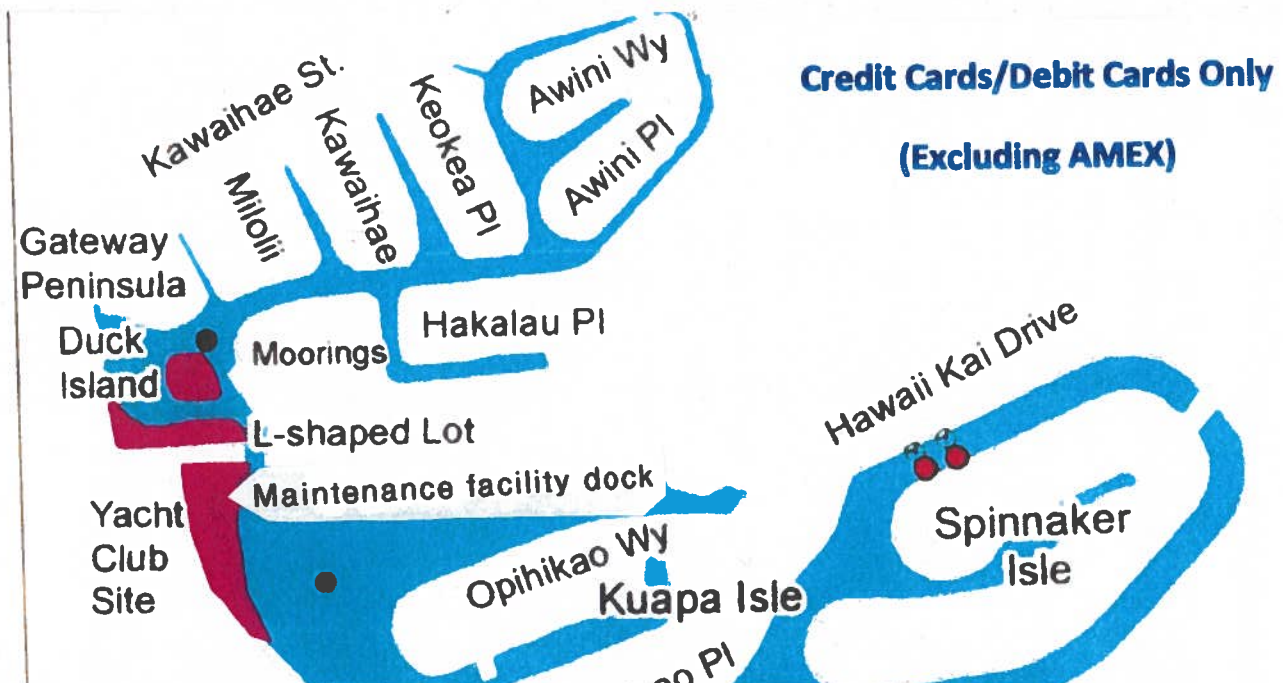 Credit Cards/Debit Cards Only
(Excluding AMEX)
Kawaihae St.
Milolii
Kawaihae
Keokea Pl
Awini Wy
Awini Pl
Gateway
Peninsula
Duck
Island
Moorings
Hakalau Pl
L-shaped Lot
Maintenance facility dock
Yacht
Club
Site
Hawaii Kai Drive
Spinnaker
Isle
Opihikao Wy
Kuapa Isle
Pl